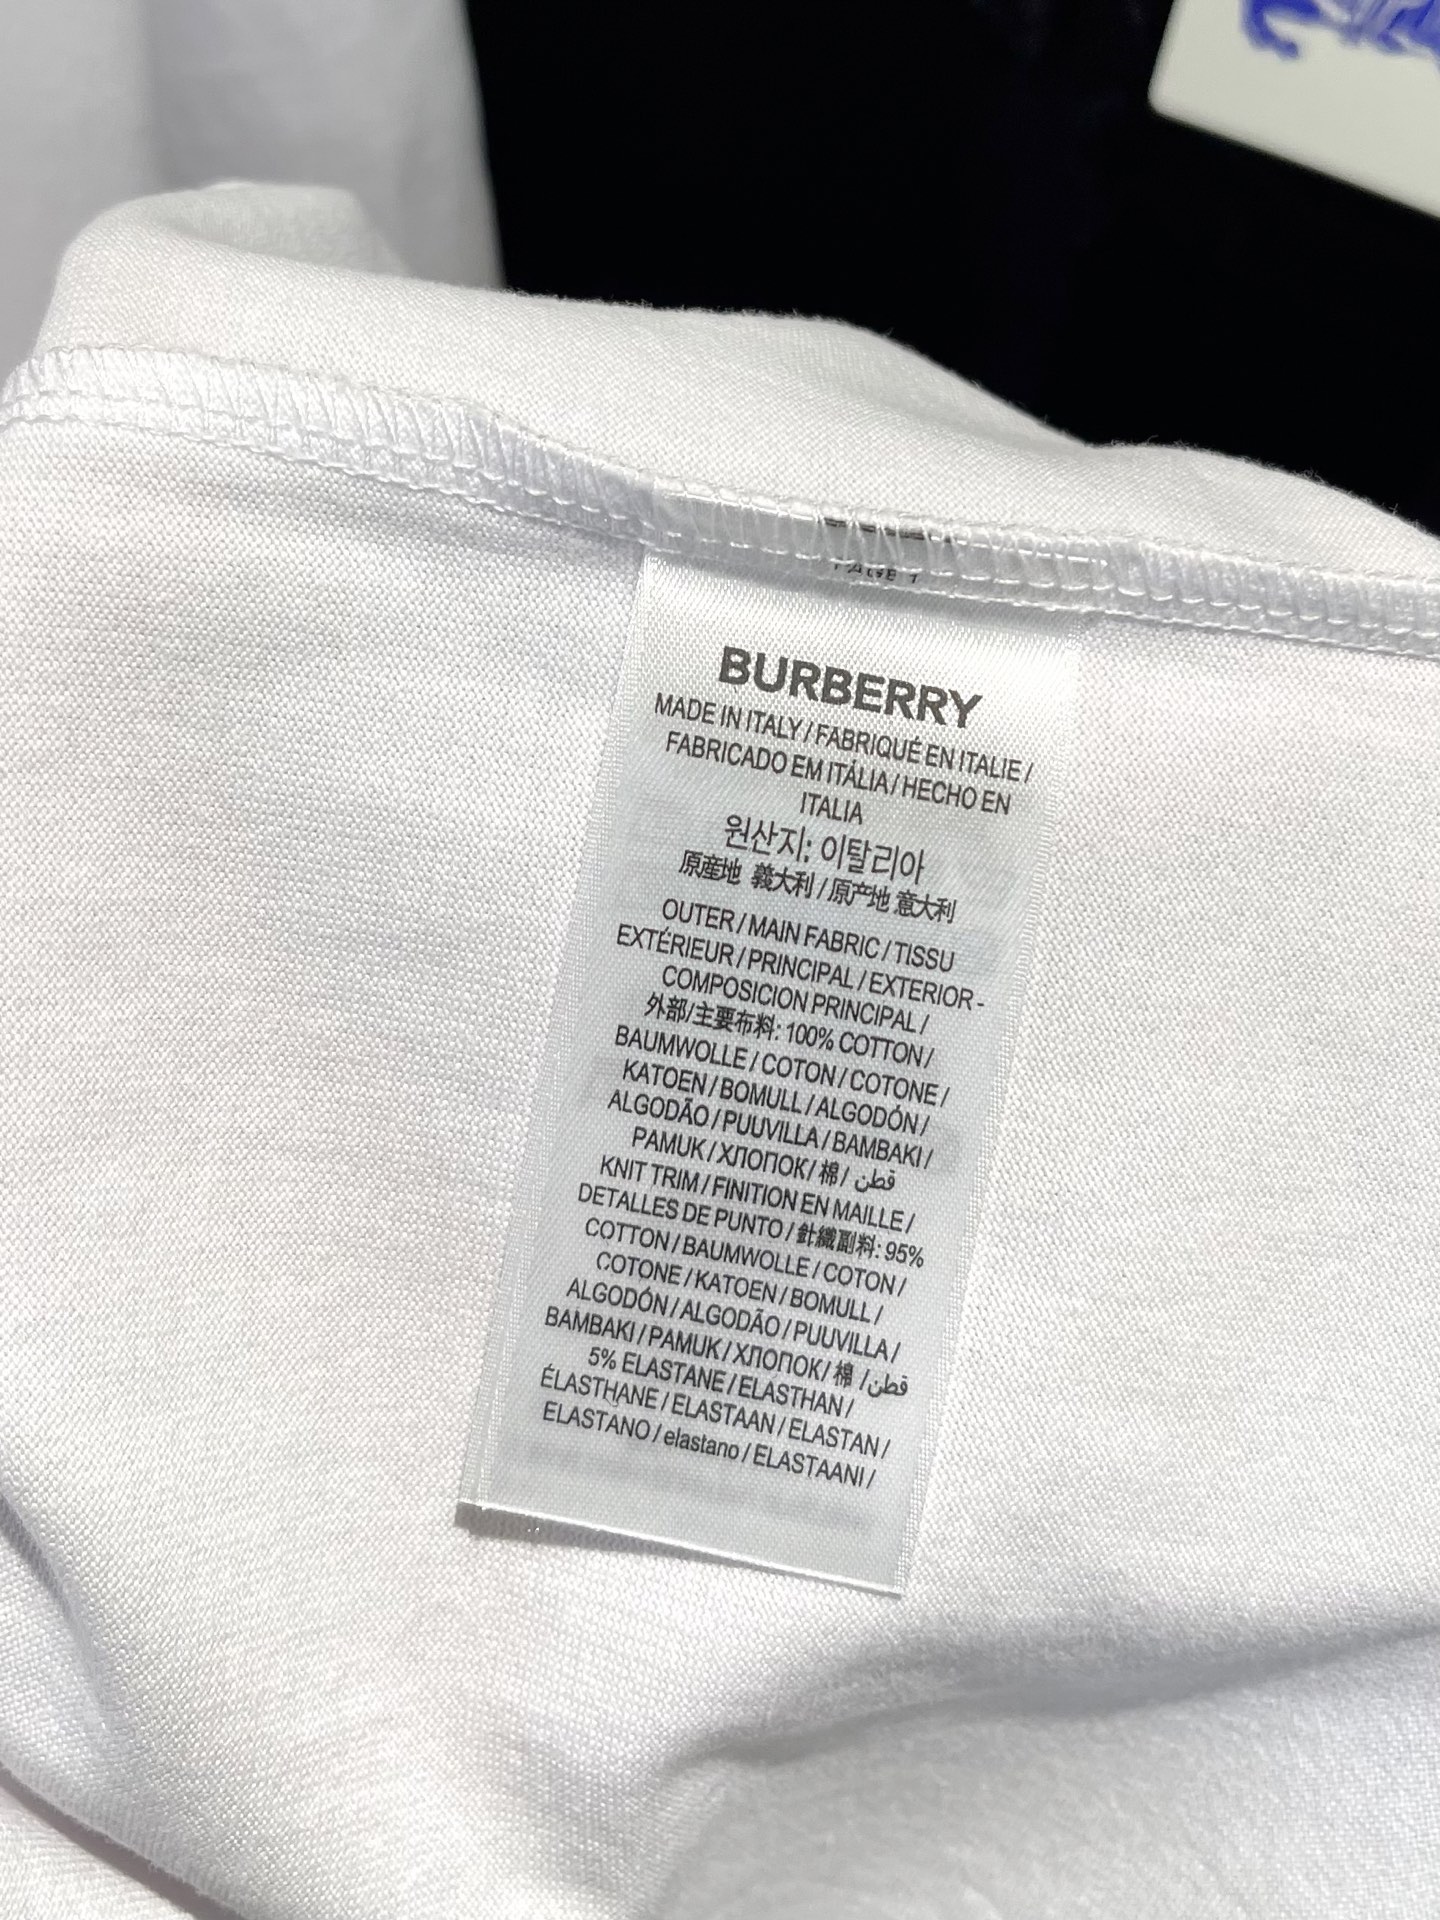 PAGE 1
BURBERRY
MADE IN ITALY / FABRIQUÉ EN ITALIE /
FABRICADO EM ITÁLIA / HECHO EN
ITALIA
원산지: 이탈리아
原産地 義大利 / 原产地 意大利
OUTER / MAIN FABRIC / TISSU
EXTÉRIEUR / PRINCIPAL / EXTERIOR -
COMPOSICION PRINCIPAL /
外部/主要布料: 100% COTTON /
BAUMWOLLE / COTON / COTONE /
KATOEN / BOMULL / ALGODÓN /
ALGODÃO / PUUVILLA / BAMBAKI /
PAMUK / ХЛОПОК / 棉 / قطن
KNIT TRIM / FINITION EN MAILLE /
DETALLES DE PUNTO / 針織副料: 95%
COTTON / BAUMWOLLE / COTON /
COTONE / KATOEN / BOMULL /
ALGODÓN / ALGODÃO / PUUVILLA /
BAMBAKI / PAMUK / ХЛОПОК / 棉 / قطن
5% ELASTANE / ELASTHAN /
ÉLASTHANE / ELASTAAN / ELASTAN /
ELASTANO / elastano / ELASTAANI /